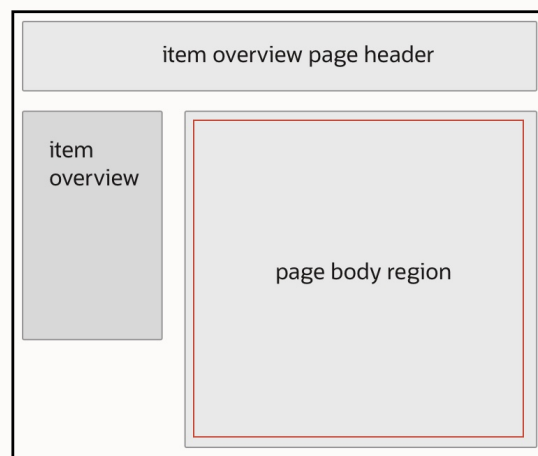 item overview page header
item
overview
page body region